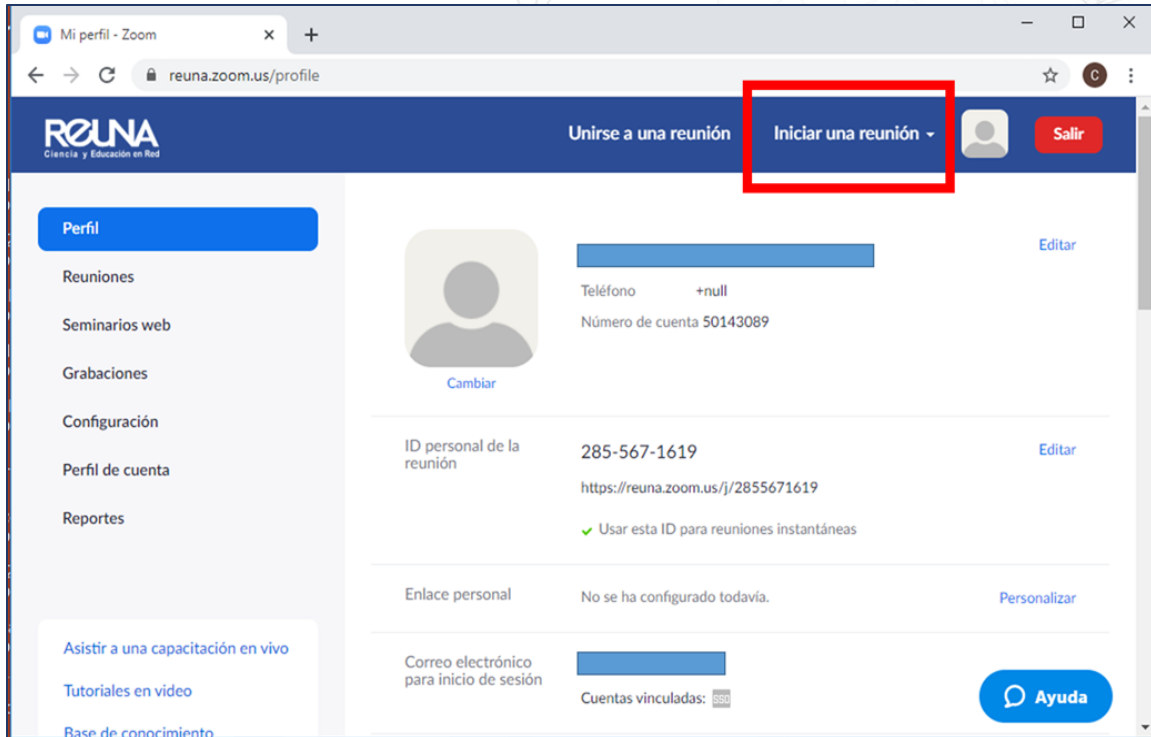 Mi perfil - Zoom
reuna.zoom.us/profile
C
REUNA
Ciencia y Educación en Red
Unirse a una reunión
Iniciar una reunión
Salir
Perfil
Reuniones
Seminarios web
Grabaciones
Configuración
Perfil de cuenta
Reportes
Asistir a una capacitación en vivo
Tutoriales en video
Base de conocimiento
Cambiar
Editar
Teléfono +null
Número de cuenta 50143089
ID personal de la
reunión
285-567-1619
Editar
https://reuna.zoom.us/j/2855671619
Usar esta ID para reuniones instantáneas
Enlace personal
No se ha configurado todavía.
Personalizar
Correo electrónico
para inicio de sesión
Cuentas vinculadas: SSO
Ayuda